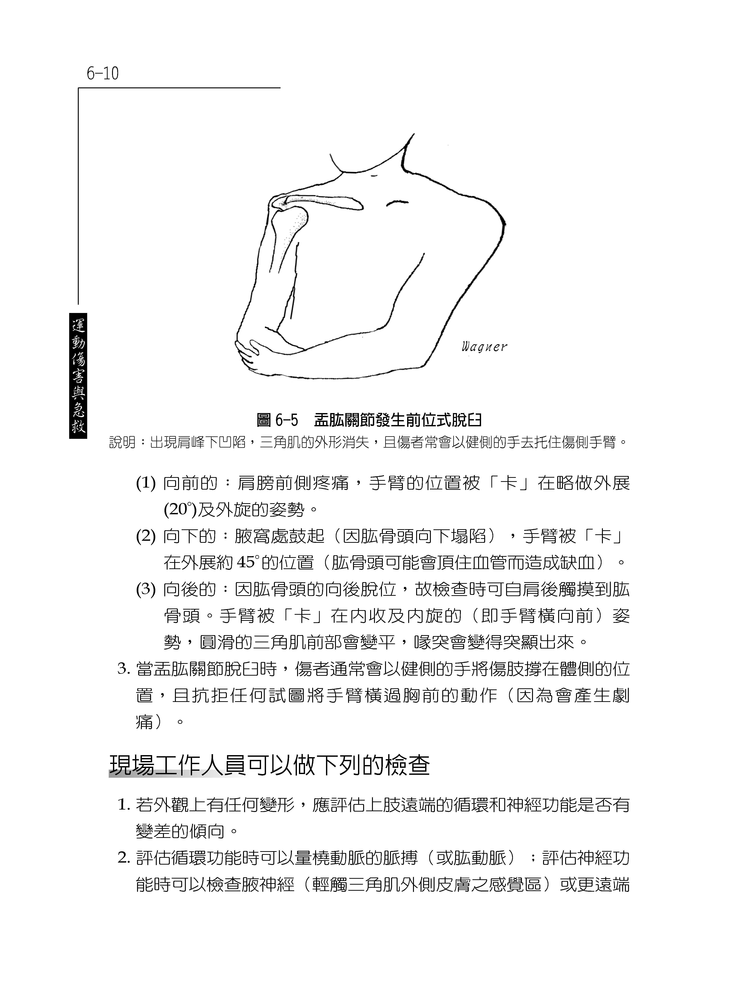 6-10
運動傷害與急救
Wagner
圖 6-5　盂肱關節發生前位式脫臼
說明：出現肩峰下凹陷，三角肌的外形消失，且傷者常會以健側的手去托住傷側手臂。
(1) 向前的：肩膀前側疼痛，手臂的位置被「卡」在略做外展
(20°)及外旋的姿勢。
(2) 向下的：腋窩處鼓起（因肱骨頭向下塌陷），手臂被「卡」
在外展約 45°的位置（肱骨頭可能會頂住血管而造成缺血）。
(3) 向後的：因肱骨頭的向後脫位，故檢查時可自肩後觸摸到肱
骨頭。手臂被「卡」在內收及內旋的（即手臂橫向前）姿
勢，圓滑的三角肌前部會變平，喙突會變得突顯出來。
3. 當盂肱關節脫臼時，傷者通常會以健側的手將傷肢撐在體側的位
置，且抗拒任何試圖將手臂橫過胸前的動作（因為會產生劇
痛）。
現場工作人員可以做下列的檢查
1. 若外觀上有任何變形，應評估上肢遠端的循環和神經功能是否有
變差的傾向。
2. 評估循環功能時可以量橈動脈的脈搏（或肱動脈）；評估神經功
能時可以檢查腋神經（輕觸三角肌外側皮膚之感覺區）或更遠端